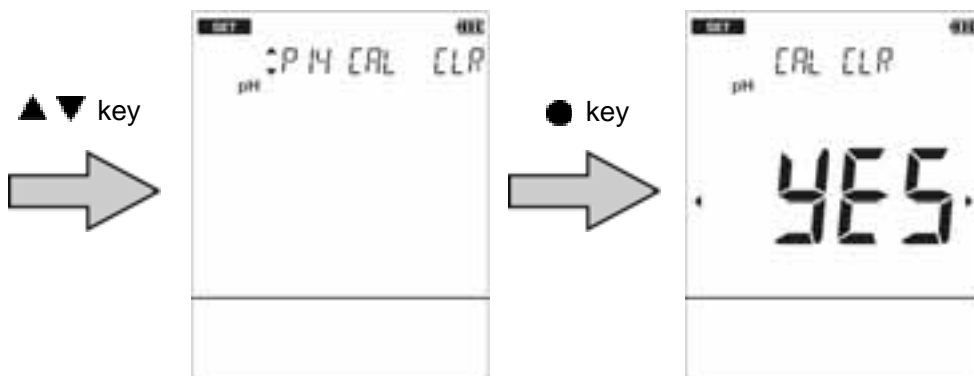 ▲ ▼ key
SET
P14 CAL CLR
pH
● key
SET
CAL CLR
pH
YES